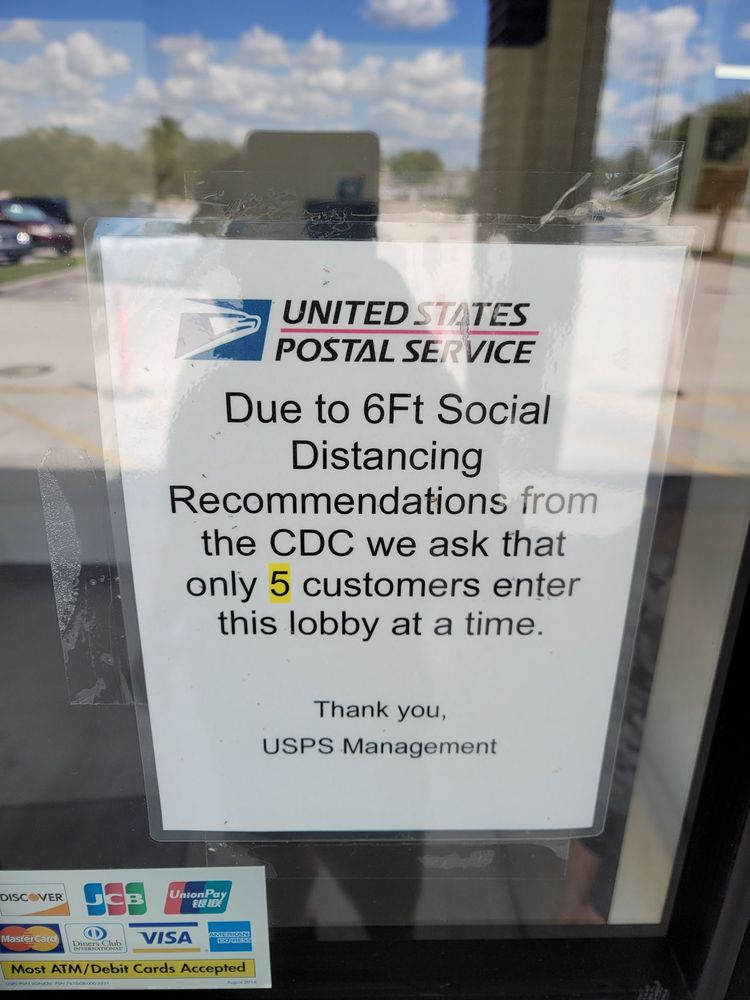 UNITED STATES
POSTAL SERVICE
Due to 6Ft Social
Distancing
Recommendations from
the CDC we ask that
only 5 customers enter
this lobby at a time.
Thank you,
USPS Management
DISCOVER JCB UnionPay 银联
MasterCard Diners Club INTERNATIONAL VISA AMERICAN EXPRESS
Most ATM/Debit Cards Accepted